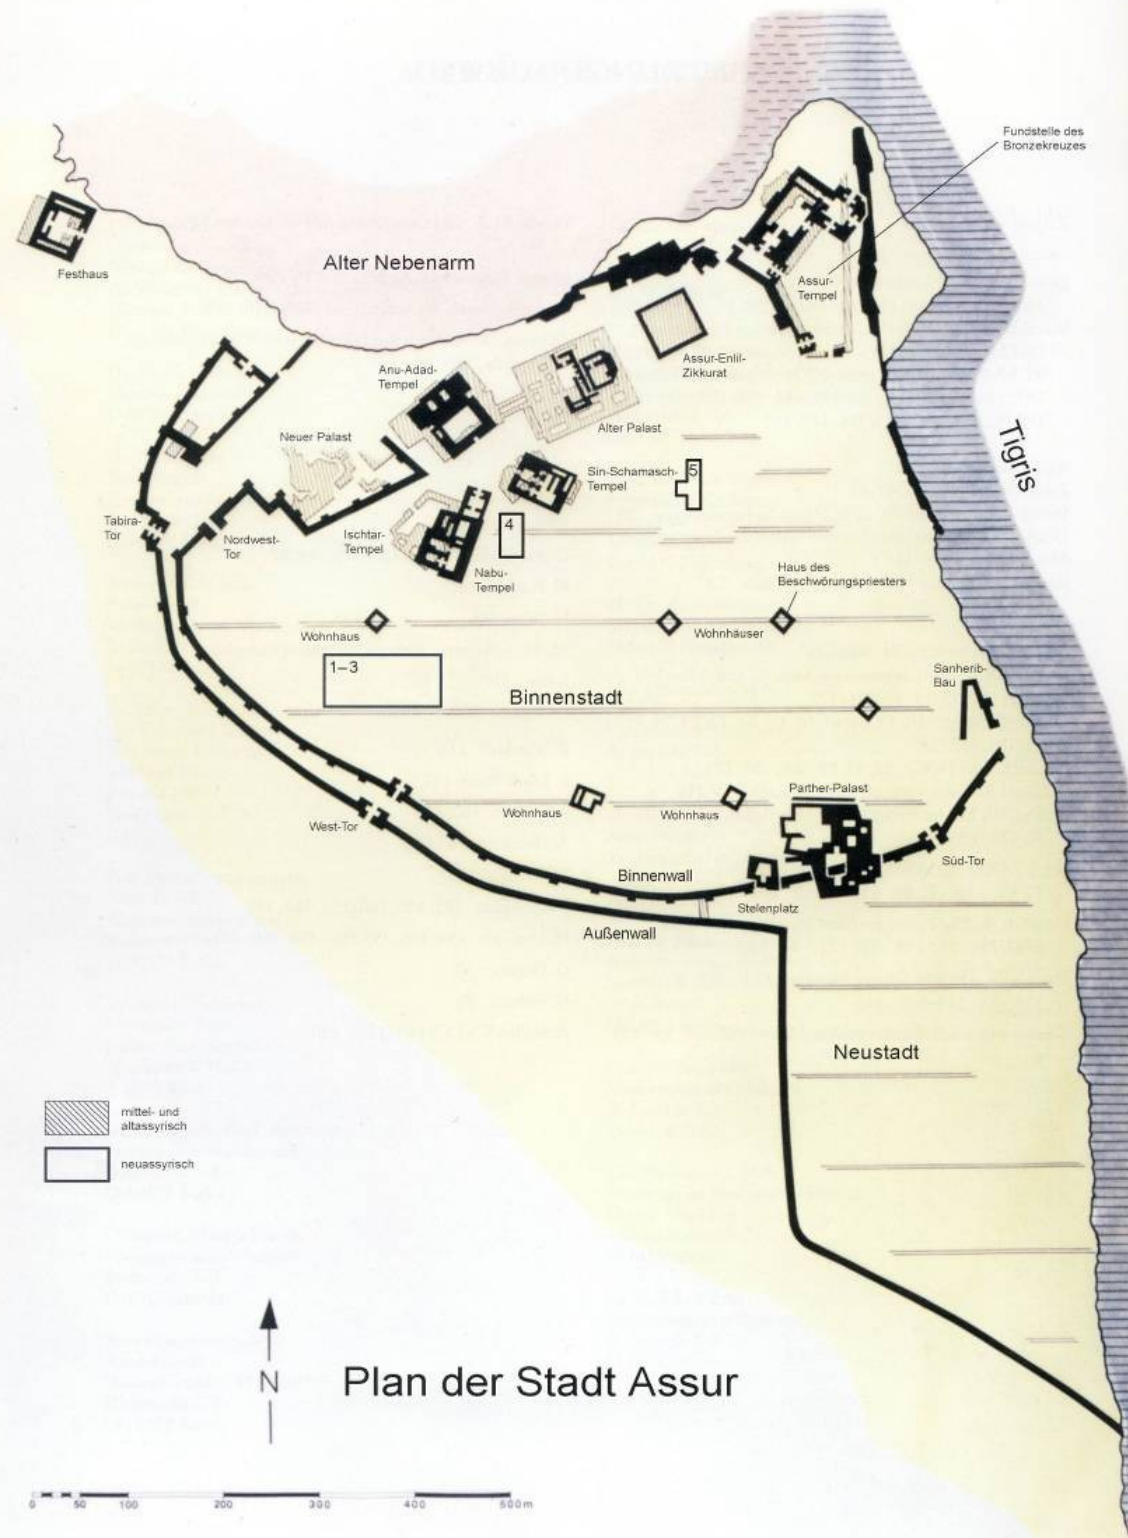 Fundstelle des
Bronzekreuzes
Festhaus
Alter Nebenarm
Assur-
Tempel
Anu-Adad-
Tempel
Assur-Enlil-
Zikkurat
Neuer Palast
Alter Palast
Tigris
Sin-Schamasch-
Tempel
5
Tabira-
Tor
Nordwest-
Tor
Ischtar-
Tempel
4
Nabu-
Tempel
Haus des
Beschwörungspriesters
Wohnhaus
Wohnhäuser
1–3
Binnenstadt
Sanherib-
Bau
Parther-Palast
Wohnhaus
Wohnhaus
West-Tor
Süd-Tor
Binnenwall
Stelenplatz
Außenwall
Neustadt
mittel- und
altassyrisch
neuassyrisch
N
Plan der Stadt Assur
0 50 100 200 300 400 500m